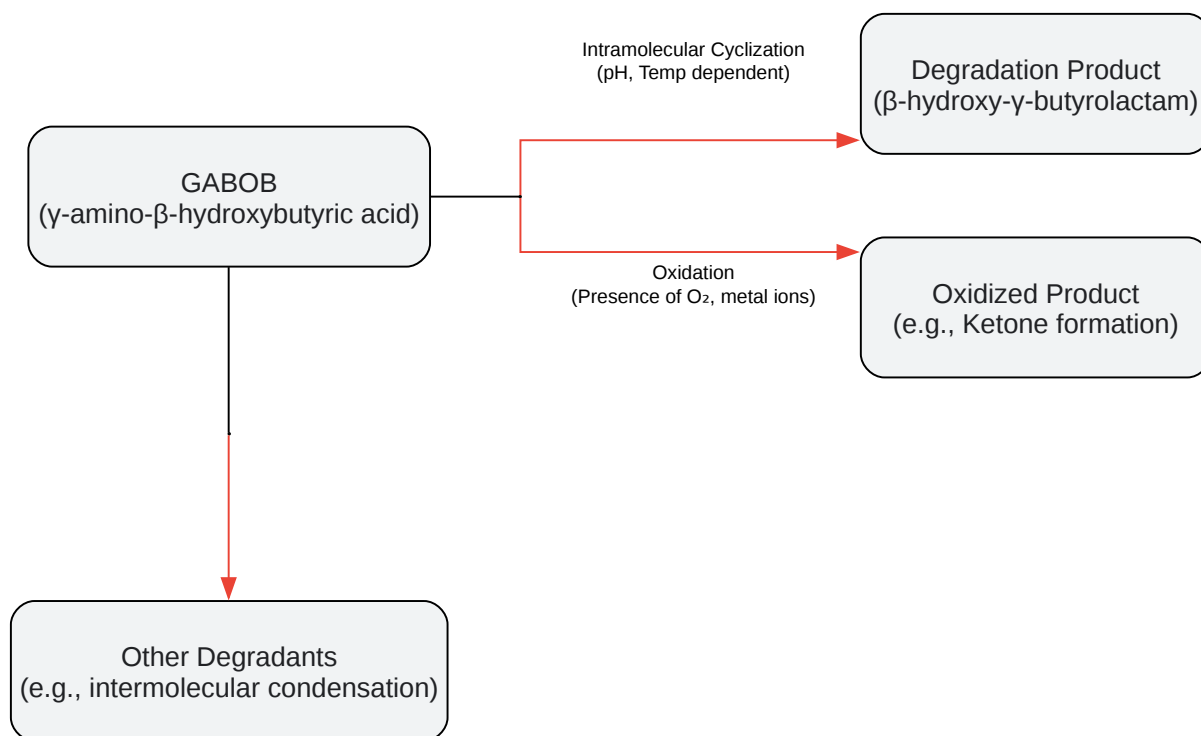 Intramolecular Cyclization
(pH, Temp dependent)
Degradation Product
(β-hydroxy-γ-butyrolactam)
GABOB
(γ-amino-β-hydroxybutyric acid)
Oxidation
(Presence of O₂, metal ions)
Oxidized Product
(e.g., Ketone formation)
Other Degradants
(e.g., intermolecular condensation)